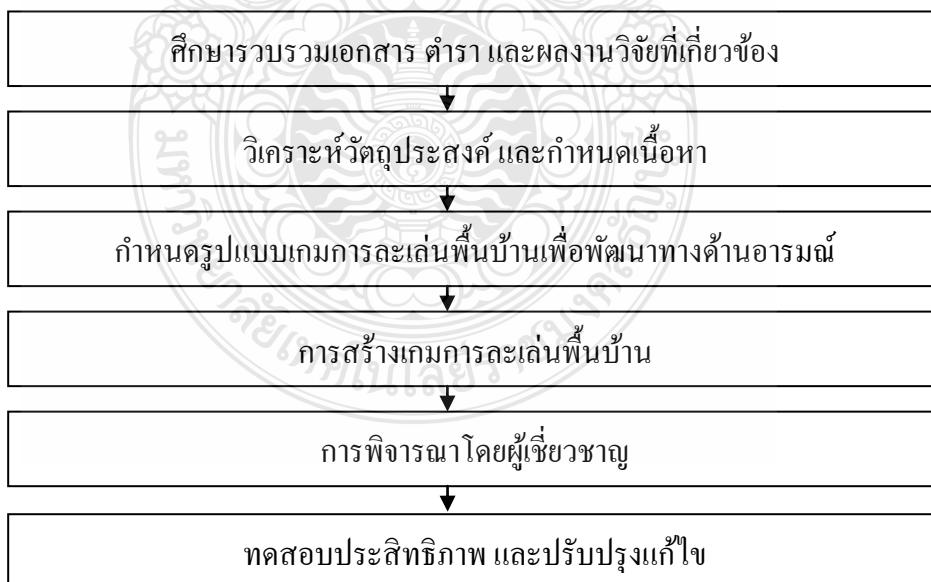 ศึกษารวบรวมเอกสาร ตำรา และผลงานวิจัยที่เกี่ยวข้อง
วิเคราะห์วัตถุประสงค์ และกำหนดเนื้อหา
กำหนดรูปแบบเกมการละเล่นพื้นบ้านเพื่อพัฒนาทางด้านอารมณ์
การสร้างเกมการละเล่นพื้นบ้าน
การพิจารณาโดยผู้เชี่ยวชาญ
ทดสอบประสิทธิภาพ และปรับปรุงแก้ไข